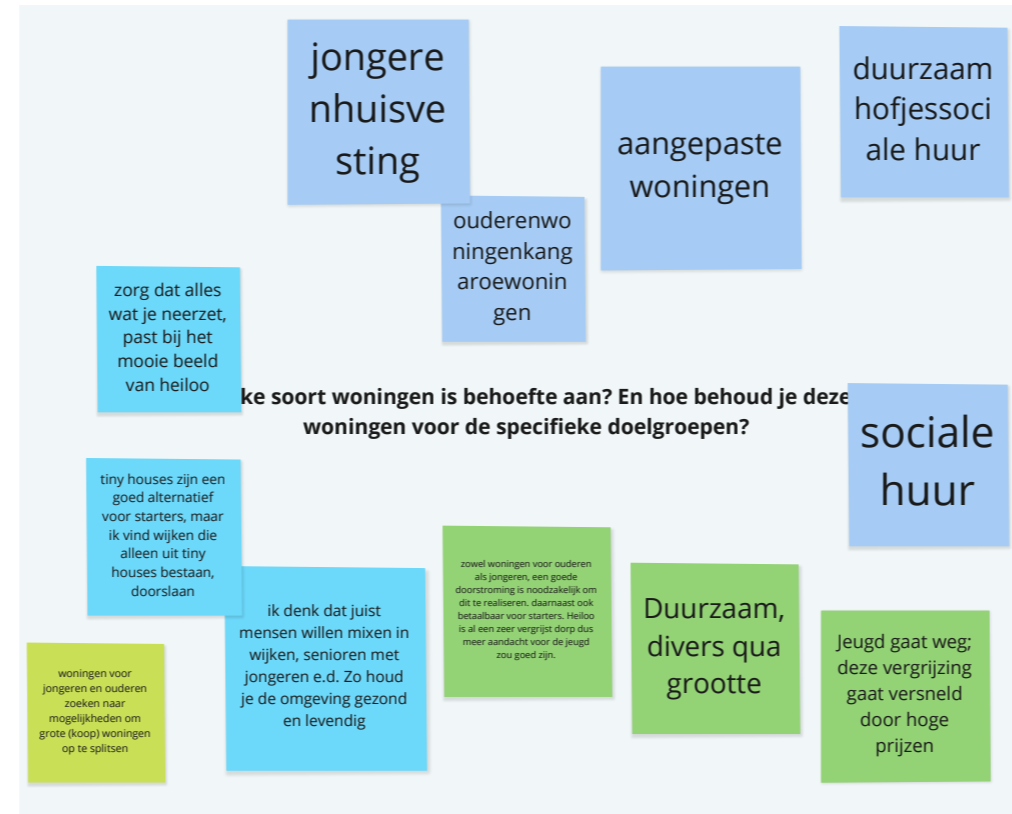 jongere
nhuisve
sting
aangepaste
woningen
duurzaam
hofjessoci
ale huur
ouderenwo
ningenkang
aroewonin
gen
zorg dat alles
wat je neerzet,
past bij het
mooie beeld
van heiloo
ke soort woningen is behoefte aan? En hoe behoud je deze
woningen voor de specifieke doelgroepen?
sociale
huur
tiny houses zijn een
goed alternatief
voor starters, maar
ik vind wijken die
alleen uit tiny
houses bestaan,
doorslaan
ik denk dat juist
mensen willen mixen in
wijken, senioren met
jongeren e.d. Zo houd
je de omgeving gezond
en levendig
zowel woningen voor ouderen
als jongeren, een goede
doorstroming is noodzakelijk om
dit te realiseren. daarnaast ook
betaalbaar voor starters. Heiloo
is al een zeer vergrijst dorp dus
meer aandacht voor de jeugd
zou goed zijn.
Duurzaam,
divers qua
grootte
Jeugd gaat weg;
deze vergrijzing
gaat versneld
door hoge
prijzen
woningen voor
jongeren en ouderen
zoeken naar
mogelijkheden om
grote (koop) woningen
op te splitsen